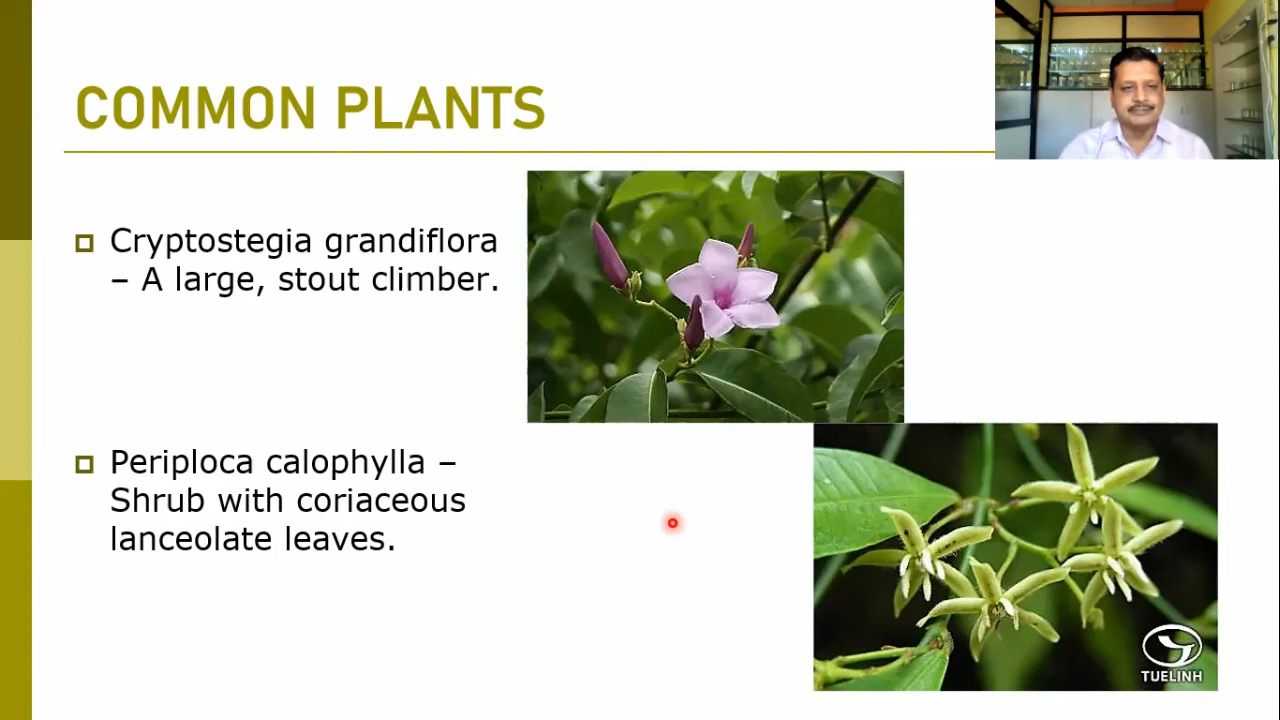 COMMON PLANTS
Cryptostegia grandiflora
– A large, stout climber.
Periploca calophylla –
Shrub with coriaceous
lanceolate leaves.
TUELINH